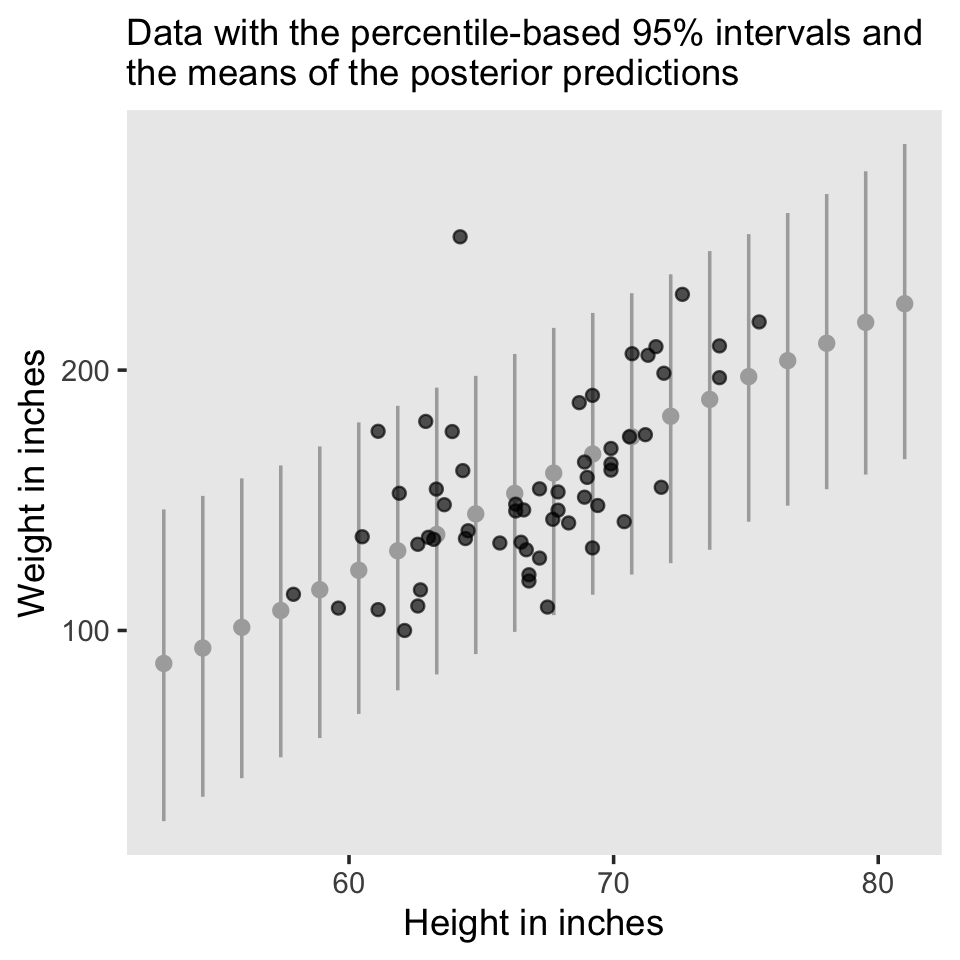 Data with the percentile-based 95% intervals and
the means of the posterior predictions
Weight in inches
200
100
60
70
80
Height in inches